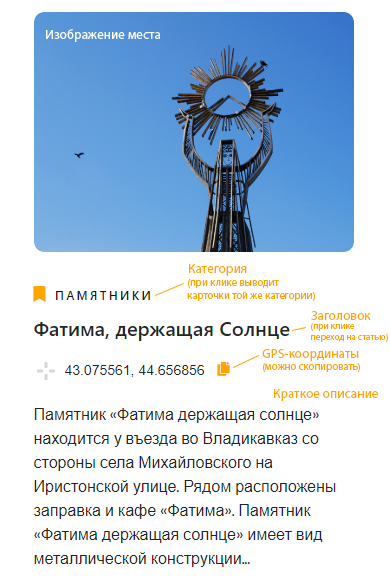 Изображение места
Категория
(при клике выводит
карточки той же категории)
ПАМЯТНИКИ
Заголовок
(при клике
переход на статью)
Фатима, держащая Солнце
GPS-координаты
(можно скопировать)
43.075561, 44.656856
Краткое описание
Памятник «Фатима держащая солнце»
находится у въезда во Владикавказ со
стороны села Михайловского на
Иристонской улице. Рядом расположены
заправка и кафе «Фатима». Памятник
«Фатима держащая солнце» имеет вид
металлической конструкции...